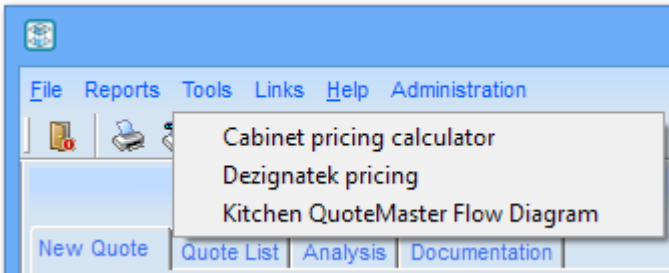 File Reports Tools Links Help Administration
Cabinet pricing calculator
Dezignatek pricing
Kitchen QuoteMaster Flow Diagram
New Quote Quote List Analysis Documentation